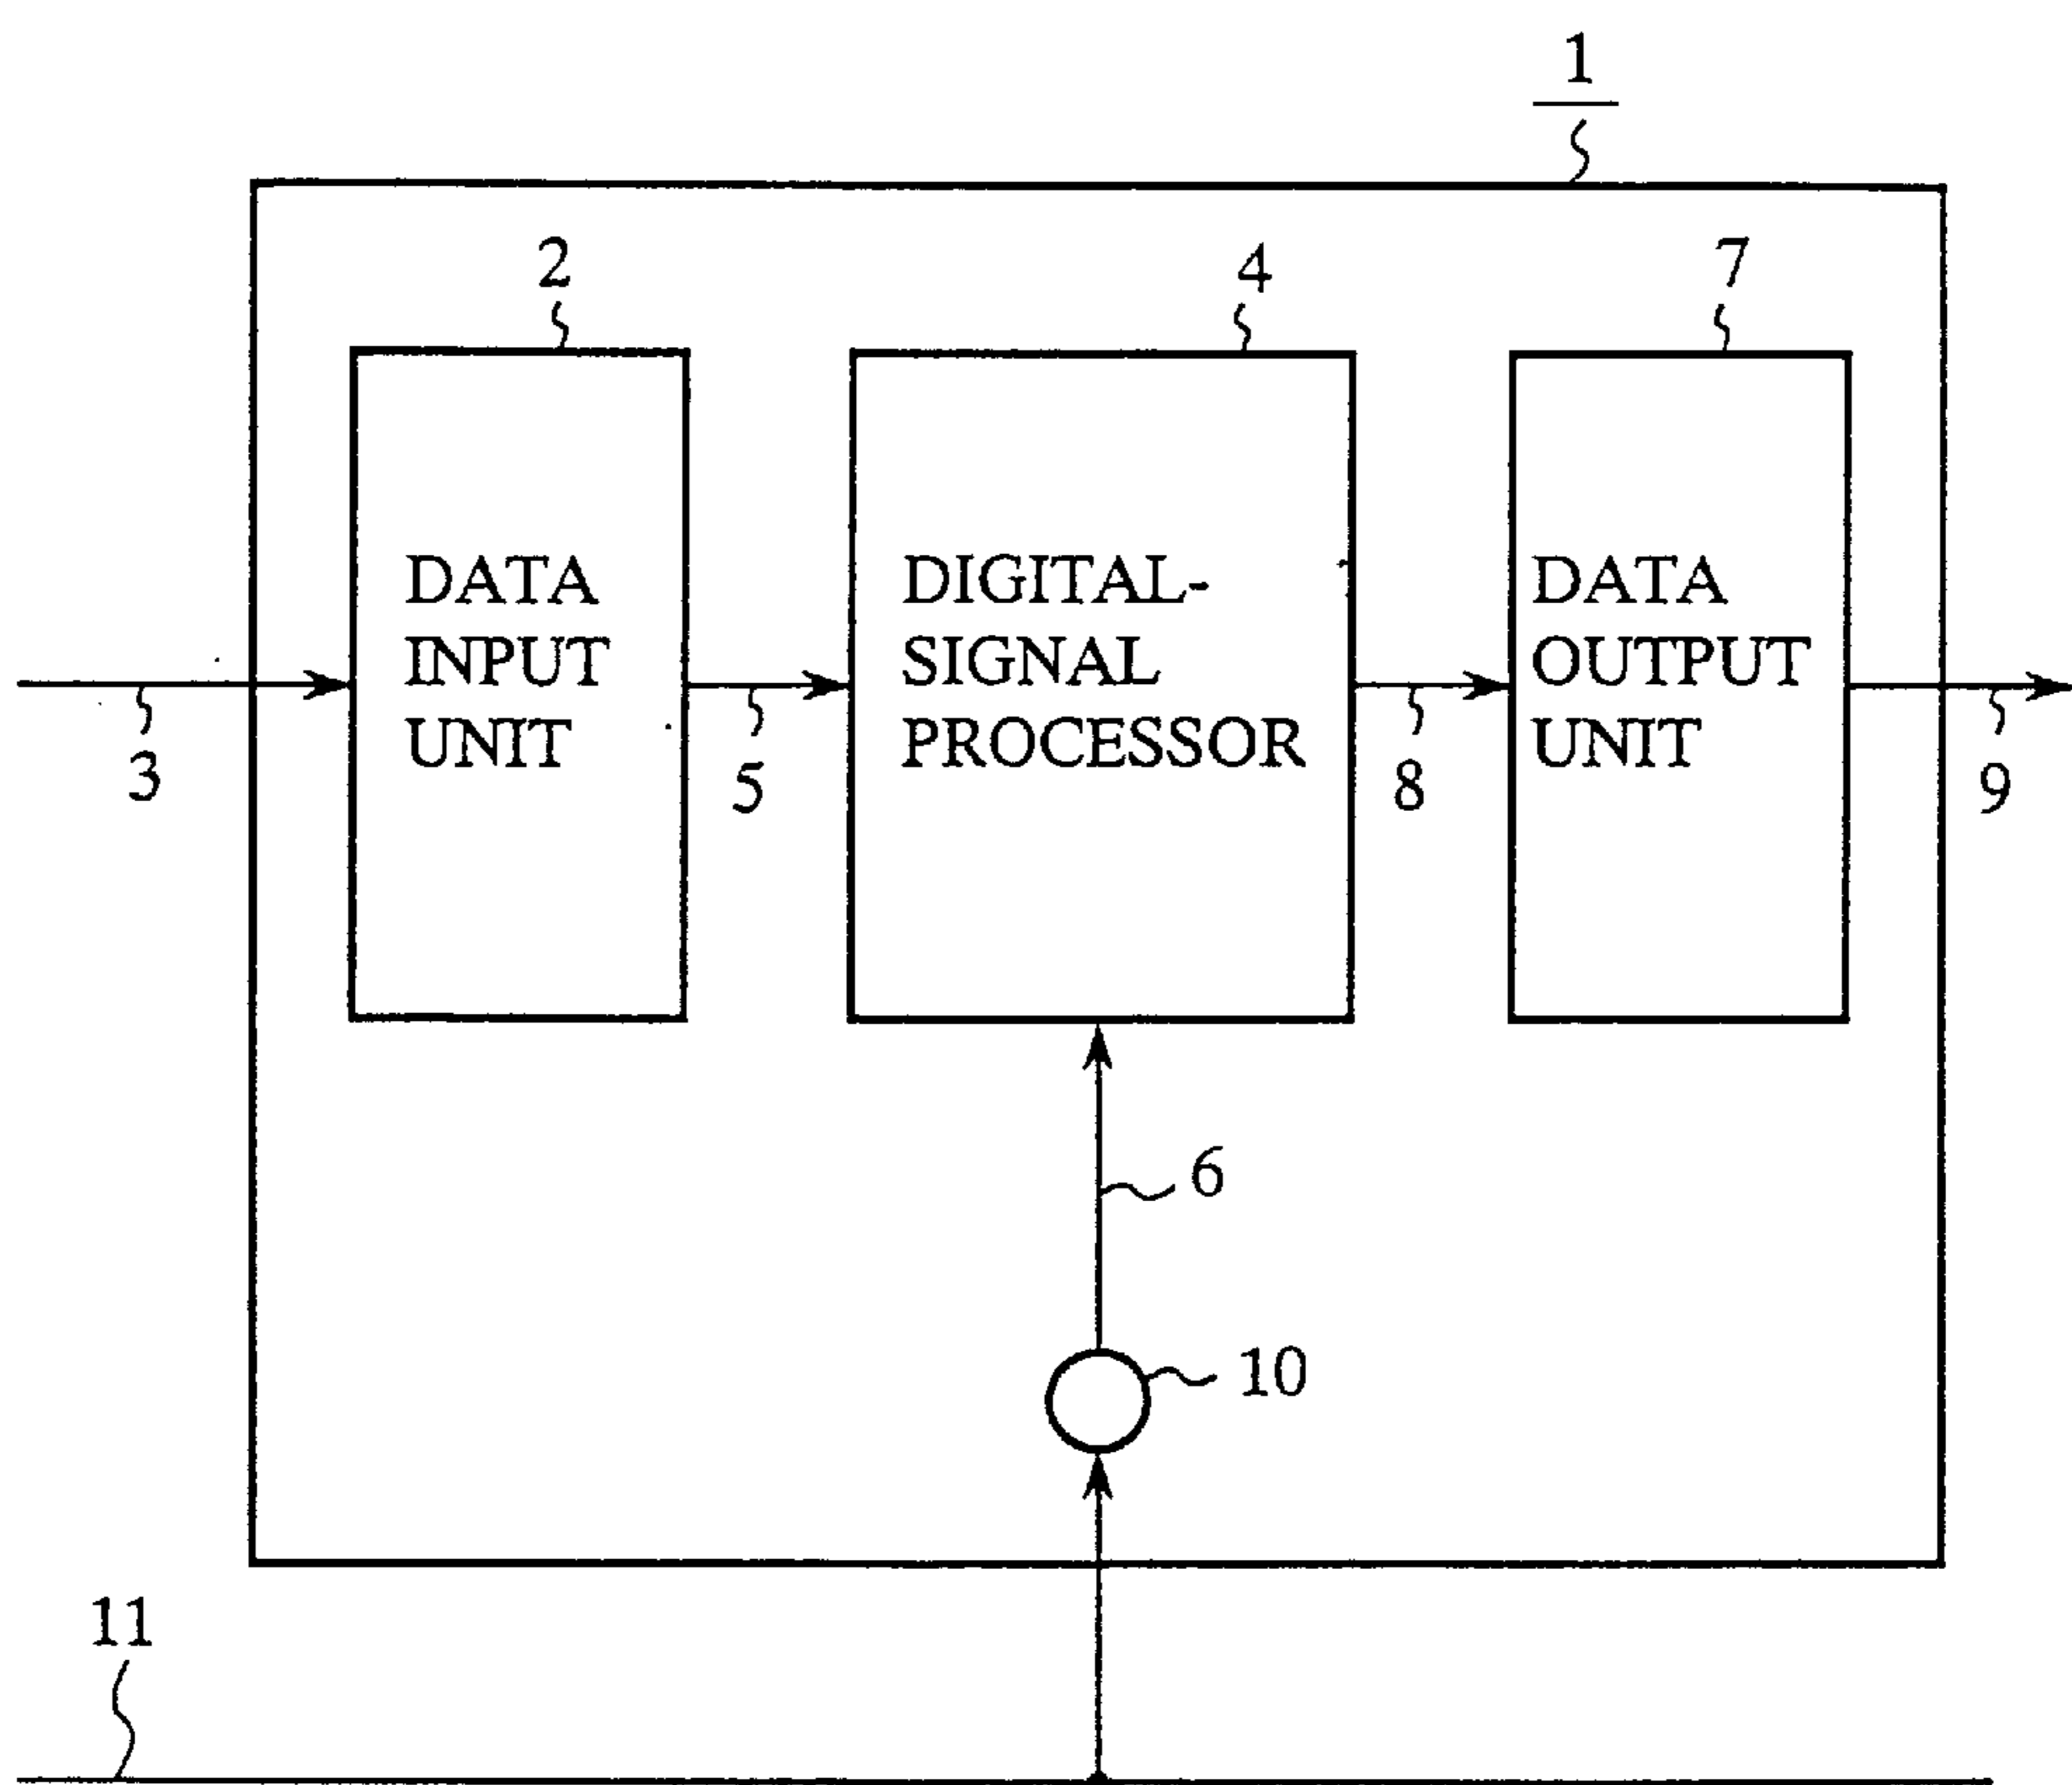 1
2
4
7
DATA
INPUT
UNIT
DIGITAL-
SIGNAL
PROCESSOR
DATA
OUTPUT
UNIT
3
5
8
9
6
10
11